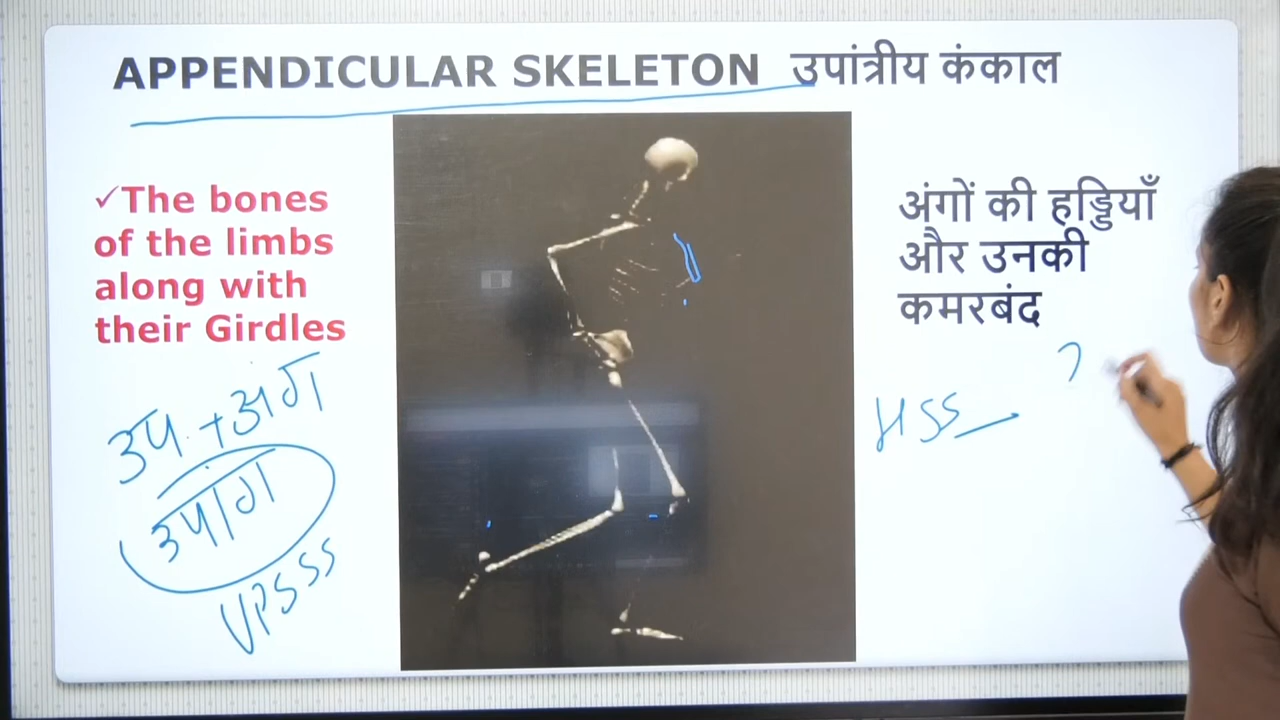 APPENDICULAR SKELETON उपांत्रीय कंकाल
✓The bones
of the limbs
along with
their Girdles
अंगों की हड्डियाँ
और उनकी
कमरबंद
उप + अंग
उपांग
UPSSS
HSS